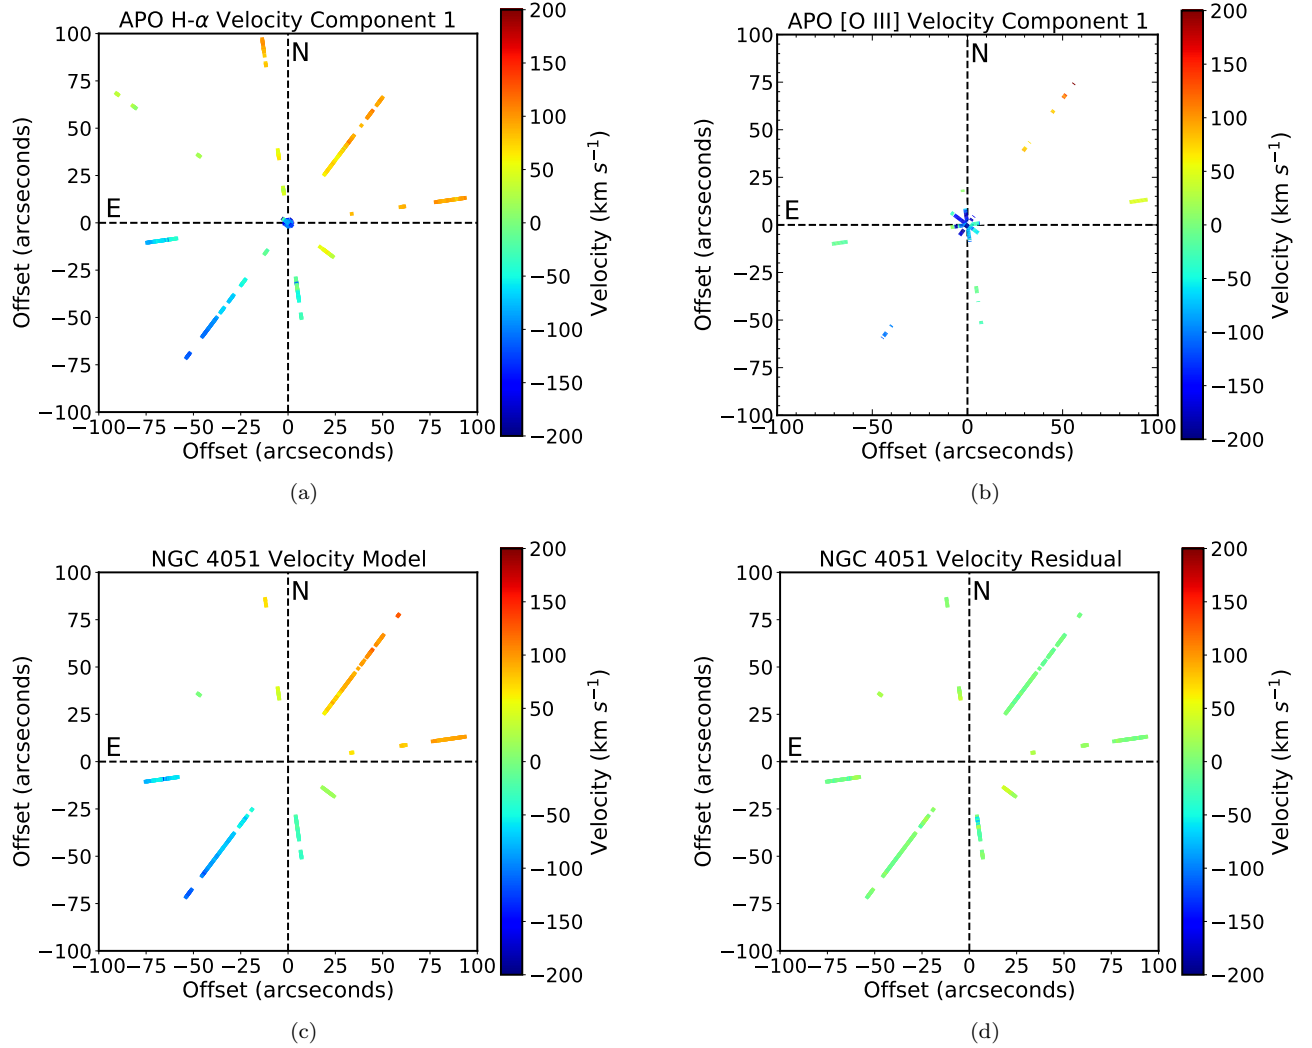 APO H-α Velocity Component 1
N
E
100
75
50
25
0
−25
−50
−75
−100
−100 −75 −50 −25 0 25 50 75 100
Offset (arcseconds)
Offset (arcseconds)
200
150
100
50
0
−50
−100
−150
−200
Velocity (km s⁻¹)
(a)
APO [O III] Velocity Component 1
N
E
100
75
50
25
0
−25
−50
−75
−100
−100 −50 0 50 100
Offset (arcseconds)
Offset (arcseconds)
200
150
100
50
0
−50
−100
−150
−200
Velocity (km s⁻¹)
(b)
NGC 4051 Velocity Model
N
E
100
75
50
25
0
−25
−50
−75
−100
−100 −75 −50 −25 0 25 50 75 100
Offset (arcseconds)
Offset (arcseconds)
200
150
100
50
0
−50
−100
−150
−200
Velocity (km s⁻¹)
(c)
NGC 4051 Velocity Residual
N
E
100
75
50
25
0
−25
−50
−75
−100
−100 −75 −50 −25 0 25 50 75 100
Offset (arcseconds)
Offset (arcseconds)
200
150
100
50
0
−50
−100
−150
−200
Velocity (km s⁻¹)
(d)